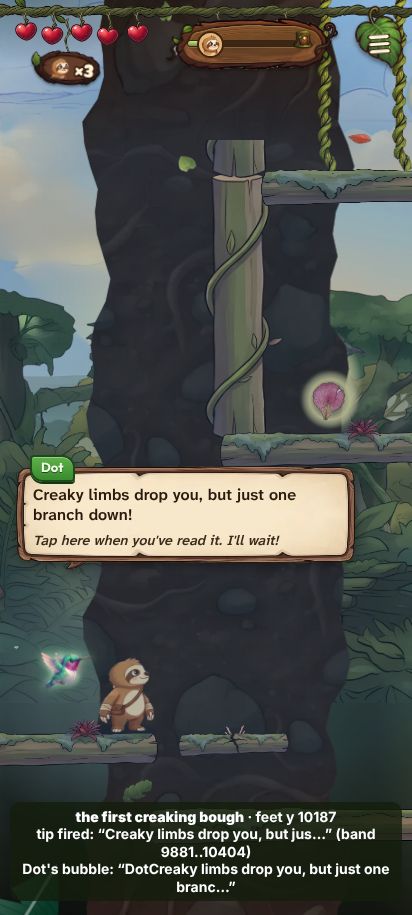 ×3
Dot
Creaky limbs drop you, but just one
branch down!
Tap here when you've read it. I'll wait!
the first creaking bough · feet y 10187
tip fired: “Creaky limbs drop you, but jus…” (band
9881..10404)
Dot's bubble: “DotCreaky limbs drop you, but just one
branc…”